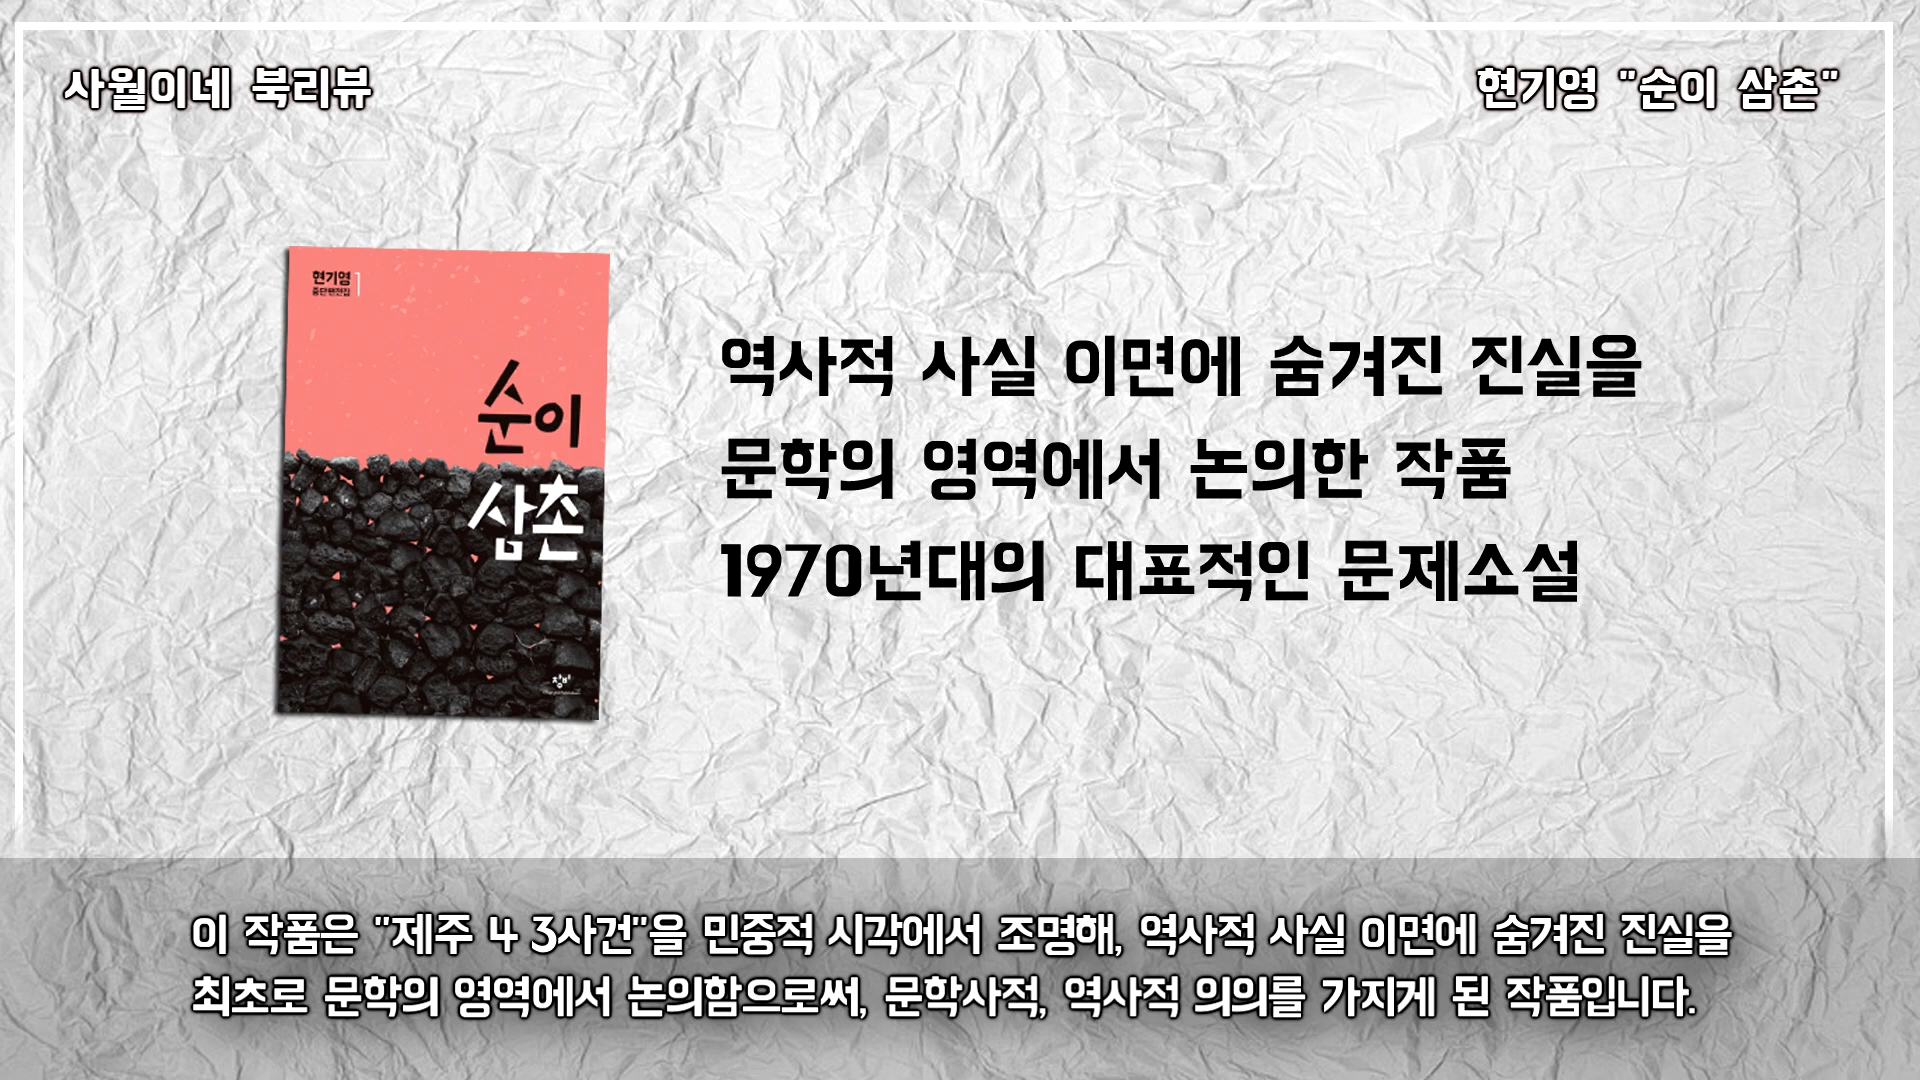 사월이네 북리뷰
현기영 "순이 삼촌"
현기영 1
중단편전집
순이
삼촌
창비
역사적 사실 이면에 숨겨진 진실을
문학의 영역에서 논의한 작품
1970년대의 대표적인 문제소설
이 작품은 "제주 4 3사건"을 민중적 시각에서 조명해, 역사적 사실 이면에 숨겨진 진실을
최초로 문학의 영역에서 논의함으로써, 문학사적, 역사적 의의를 가지게 된 작품입니다.